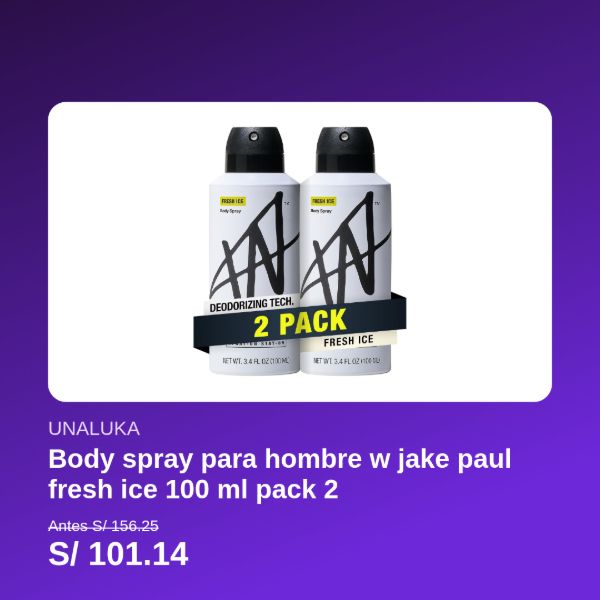 FRESH ICE
Body Spray
TM
FRESH ICE
Body Spray
TM
DEODORIZING TECH.
2 PACK
FRESH ICE
NET WT. 3.4 FL OZ (100 ML)
NET WT. 3.4 FL OZ (100 ML)
UNALUKA
Body spray para hombre w jake paul
fresh ice 100 ml pack 2
Antes S/ 156.25
S/ 101.14